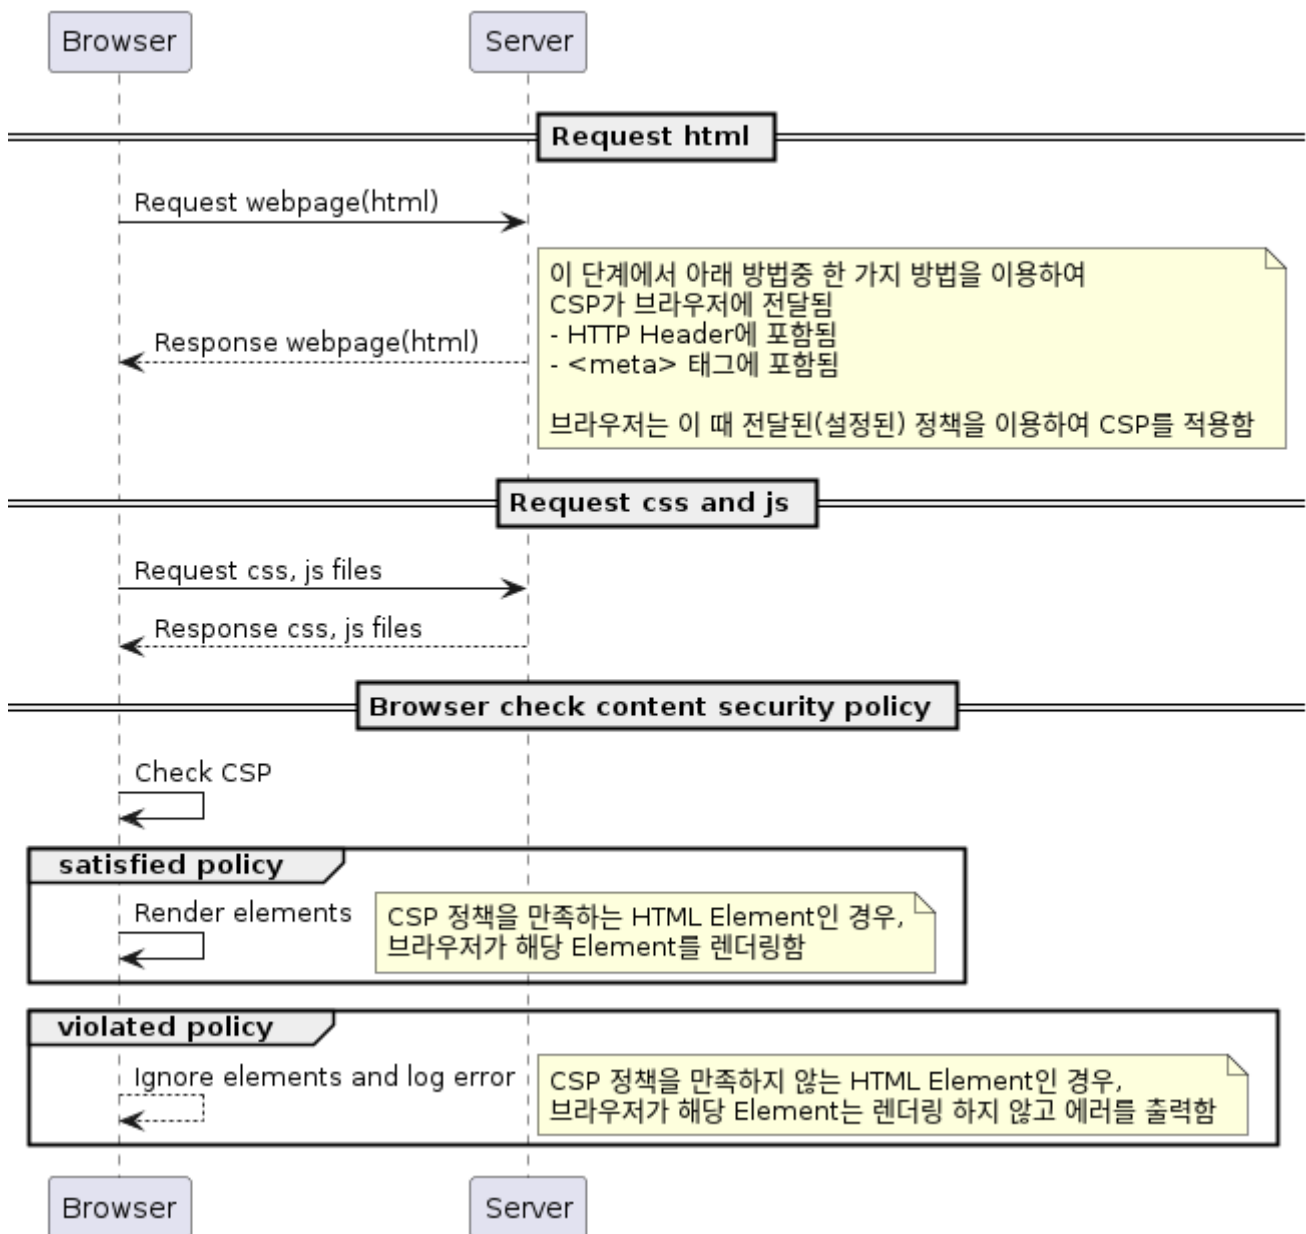 Browser Server
Request html
Request webpage(html)
이 단계에서 아래 방법중 한 가지 방법을 이용하여
CSP가 브라우저에 전달됨
- HTTP Header에 포함됨
- <meta> 태그에 포함됨
브라우저는 이 때 전달된(설정된) 정책을 이용하여 CSP를 적용함
Response webpage(html)
Request css and js
Request css, js files
Response css, js files
Browser check content security policy
Check CSP
satisfied policy
Render elements
CSP 정책을 만족하는 HTML Element인 경우,
브라우저가 해당 Element를 렌더링함
violated policy
Ignore elements and log error
CSP 정책을 만족하지 않는 HTML Element인 경우,
브라우저가 해당 Element는 렌더링 하지 않고 에러를 출력함
Browser Server